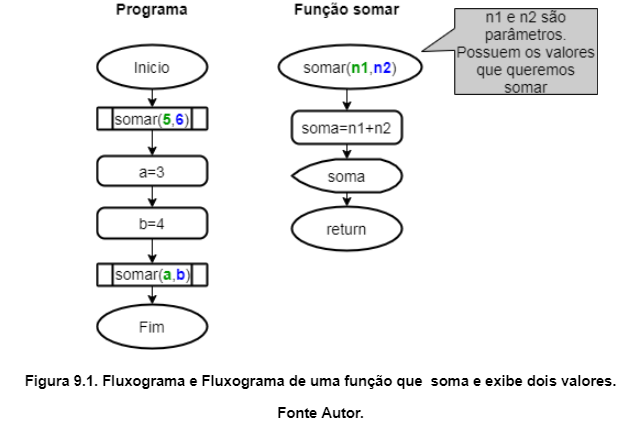 Programa
Inicio
somar(5,6)
a=3
b=4
somar(a,b)
Fim
Função somar
somar(n1,n2)
soma=n1+n2
soma
return
n1 e n2 são
parâmetros.
Possuem os valores
que queremos
somar
Figura 9.1. Fluxograma e Fluxograma de uma função que soma e exibe dois valores.
Fonte Autor.